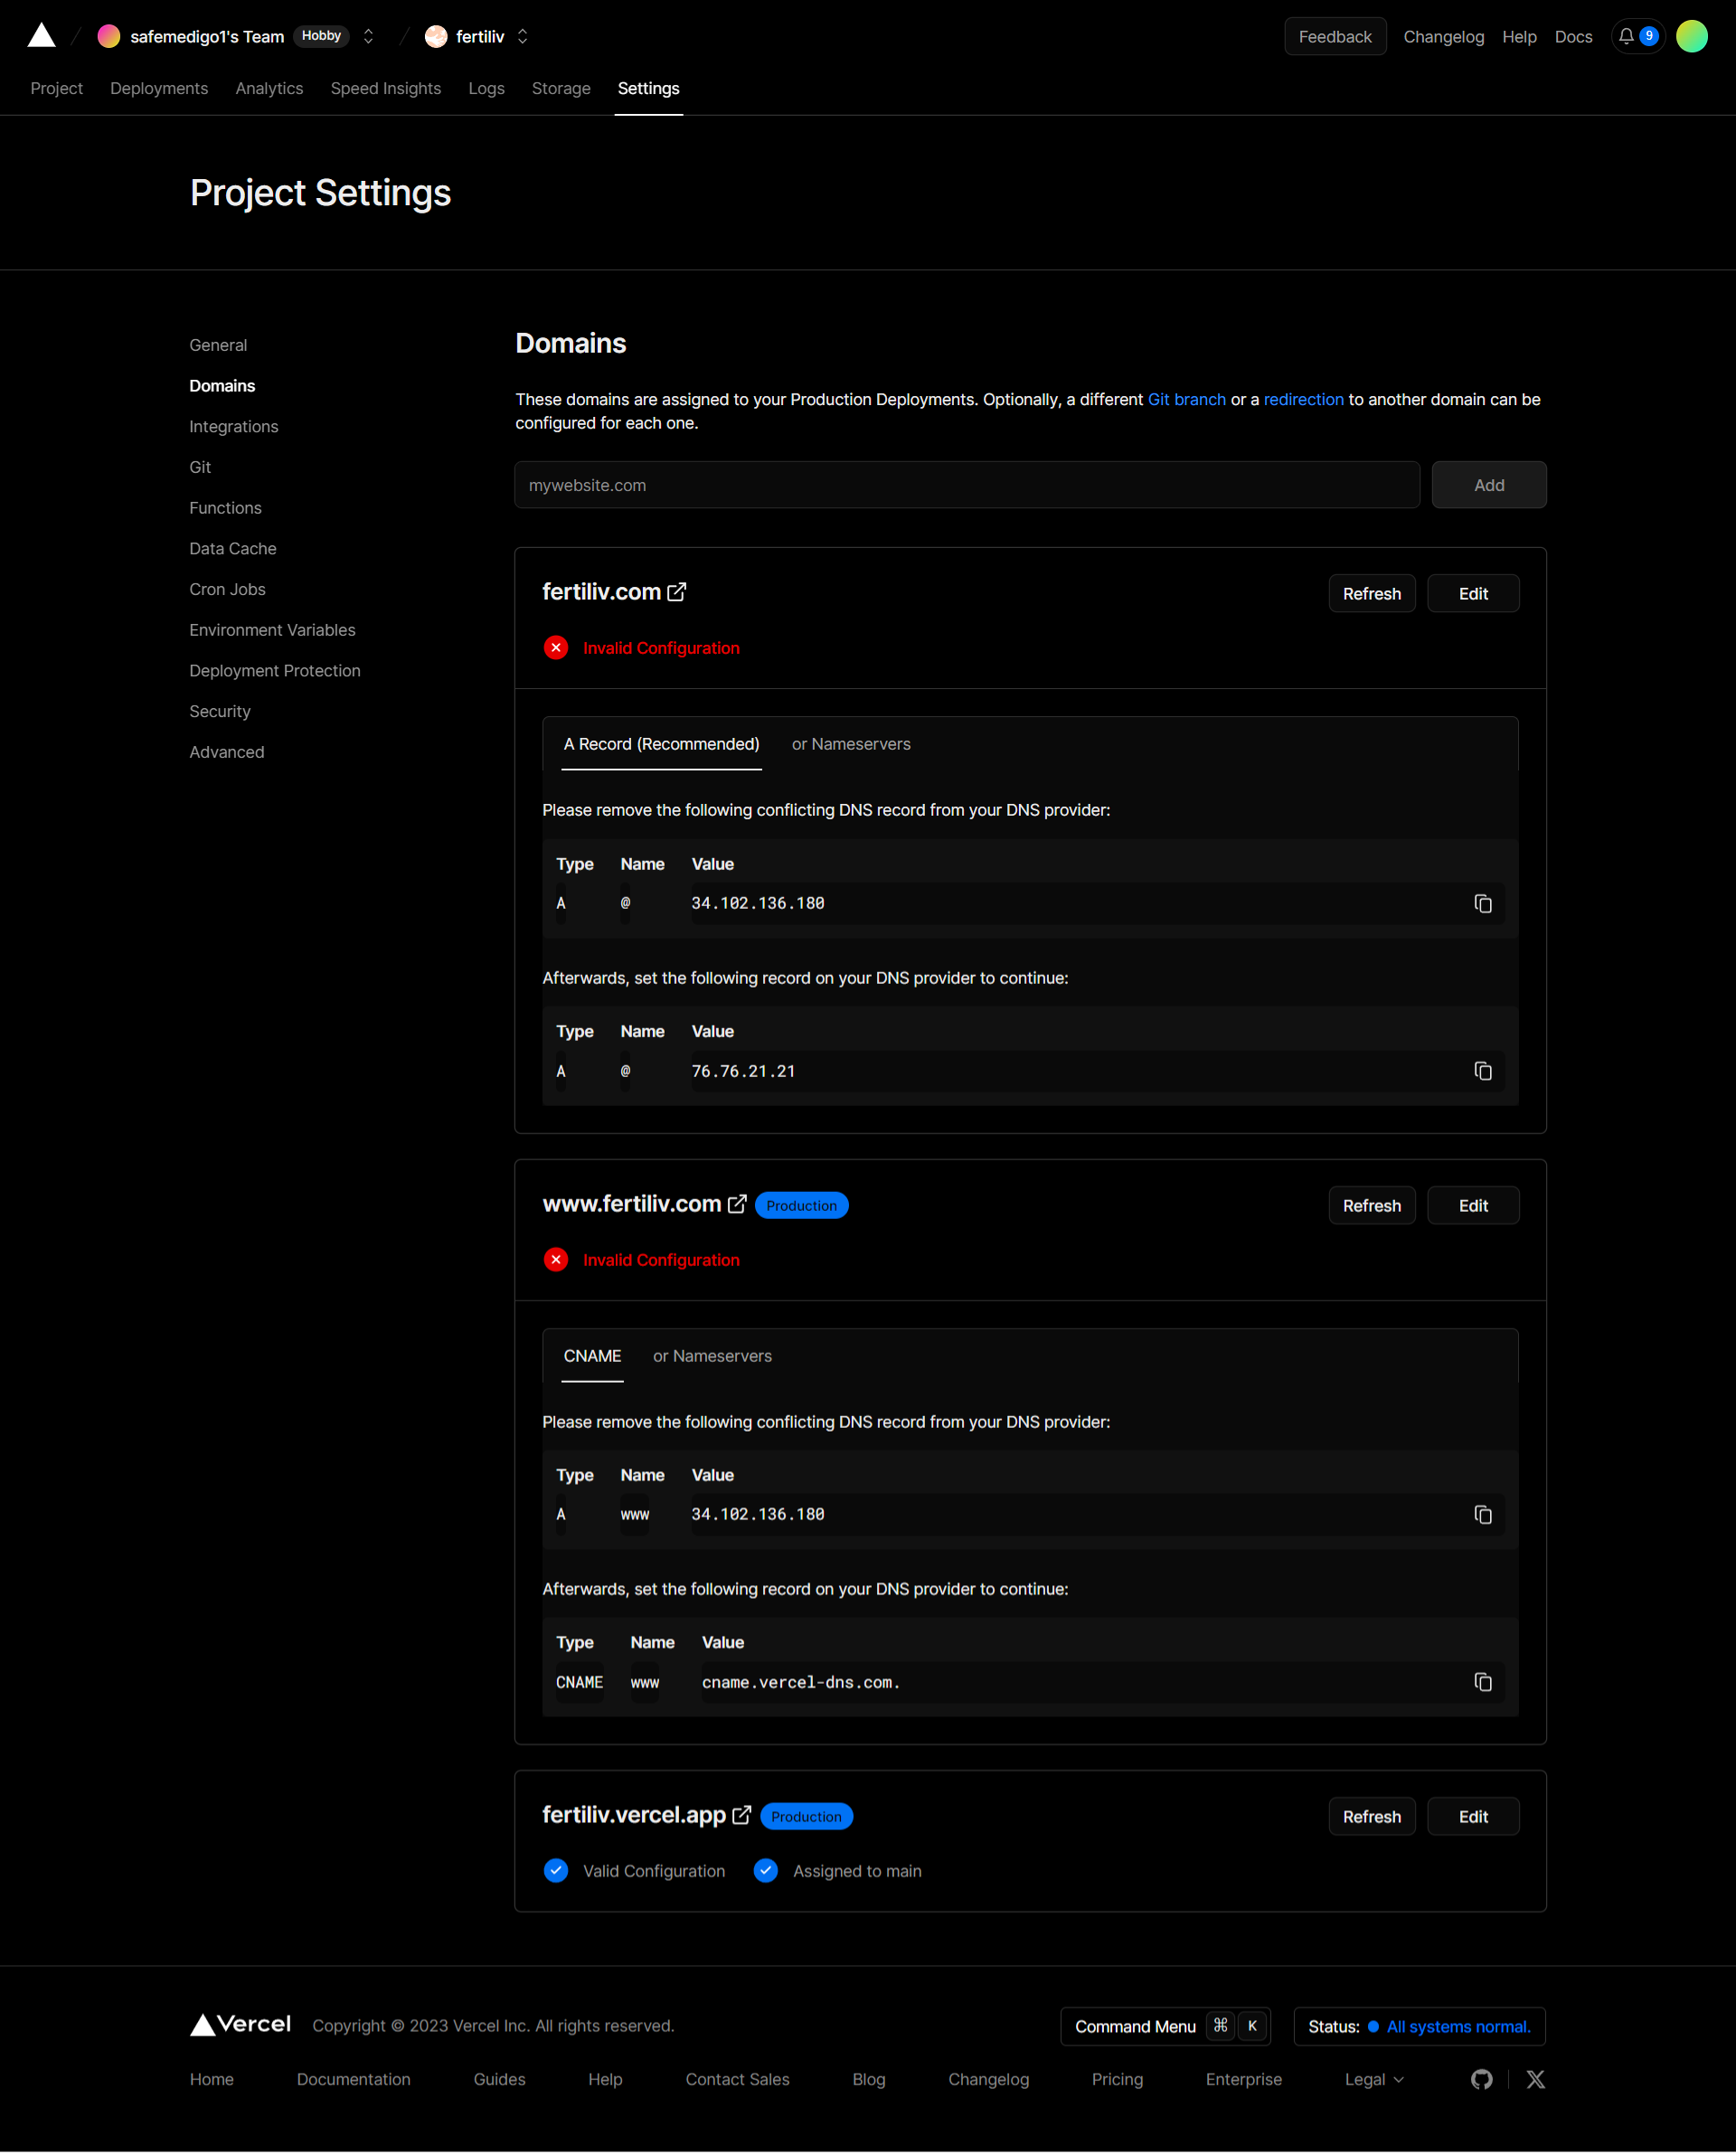 safemedigo1's Team Hobby fertiliv Feedback Changelog Help Docs 9
Project Deployments Analytics Speed Insights Logs Storage Settings
Project Settings
General
Domains
Integrations
Git
Functions
Data Cache
Cron Jobs
Environment Variables
Deployment Protection
Security
Advanced
Domains
These domains are assigned to your Production Deployments. Optionally, a different Git branch or a redirection to another domain can be
configured for each one.
mywebsite.com Add
fertiliv.com Refresh Edit
Invalid Configuration
A Record (Recommended) or Nameservers
Please remove the following conflicting DNS record from your DNS provider:
Type Name Value
A @ 34.102.136.180
Afterwards, set the following record on your DNS provider to continue:
Type Name Value
A @ 76.76.21.21
www.fertiliv.com Production Refresh Edit
Invalid Configuration
CNAME or Nameservers
Please remove the following conflicting DNS record from your DNS provider:
Type Name Value
A www 34.102.136.180
Afterwards, set the following record on your DNS provider to continue:
Type Name Value
CNAME www cname.vercel-dns.com.
fertiliv.vercel.app Production Refresh Edit
Valid Configuration Assigned to main
Vercel Copyright © 2023 Vercel Inc. All rights reserved. Command Menu ⌘ K Status: All systems normal.
Home Documentation Guides Help Contact Sales Blog Changelog Pricing Enterprise Legal